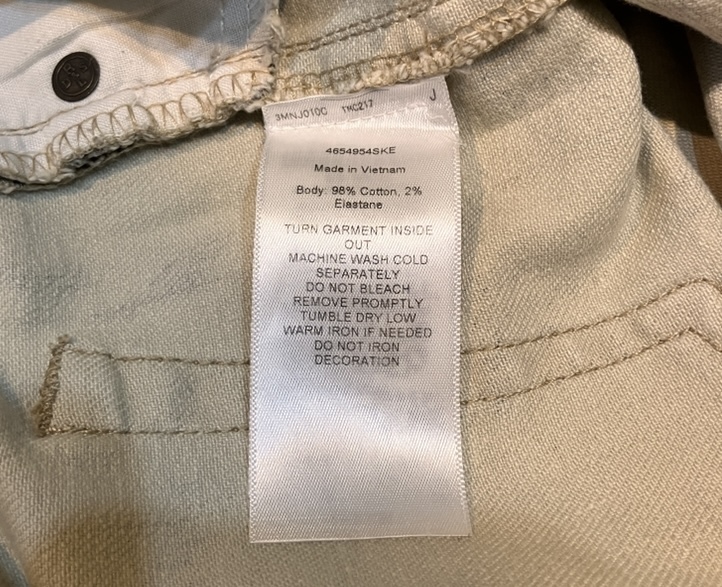 3MNJ010C TMC217 J
4654954SKE
Made in Vietnam
Body: 98% Cotton, 2%
Elastane
TURN GARMENT INSIDE
OUT
MACHINE WASH COLD
SEPARATELY
DO NOT BLEACH
REMOVE PROMPTLY
TUMBLE DRY LOW
WARM IRON IF NEEDED
DO NOT IRON
DECORATION